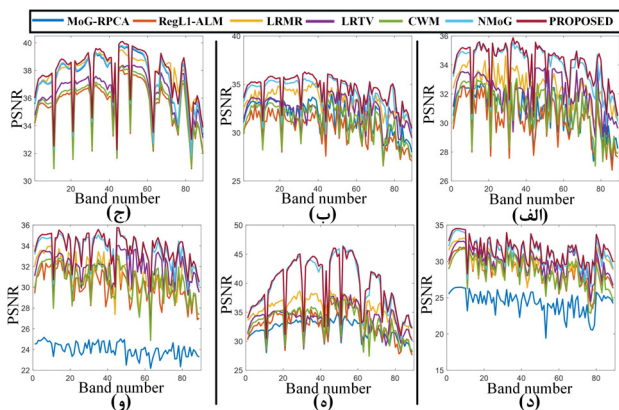 MoG-RPCA RegL1-ALM LRMR LRTV CWM NMoG PROPOSED
PSNR
40
38
36
34
32
30
20 40 60 80
Band number
(ج)
40
35
30
25
20 40 60 80
Band number
(ب)
PSNR
36
34
32
30
28
26
0 20 40 60 80
Band number
(الف)
PSNR
36
34
32
30
28
26
24
22
0 20 40 60 80
Band number
(و)
50
45
40
35
30
25
20 40 60 80
Band number
(ه)
PSNR
35
30
25
20
15
0 20 40 60 80
Band number
(د)